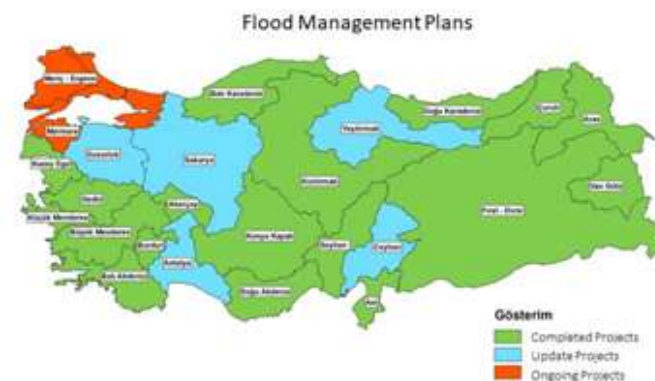 Flood Management Plans
Meriç - Ergene
Marmara
Susurluk
Kuzey Ege
Gediz
Küçük Menderes
Büyük Menderes
Batı Akdeniz
Burdur
Akarçay
Antalya
Sakarya
Batı Karadeniz
Kızılırmak
Yeşilırmak
Doğu Karadeniz
Çoruh
Aras
Van Gölü
Fırat - Dicle
Konya Kapalı
Doğu Akdeniz
Seyhan
Ceyhan
Asi
Gösterim
Completed Projects
Update Projects
Ongoing Projects